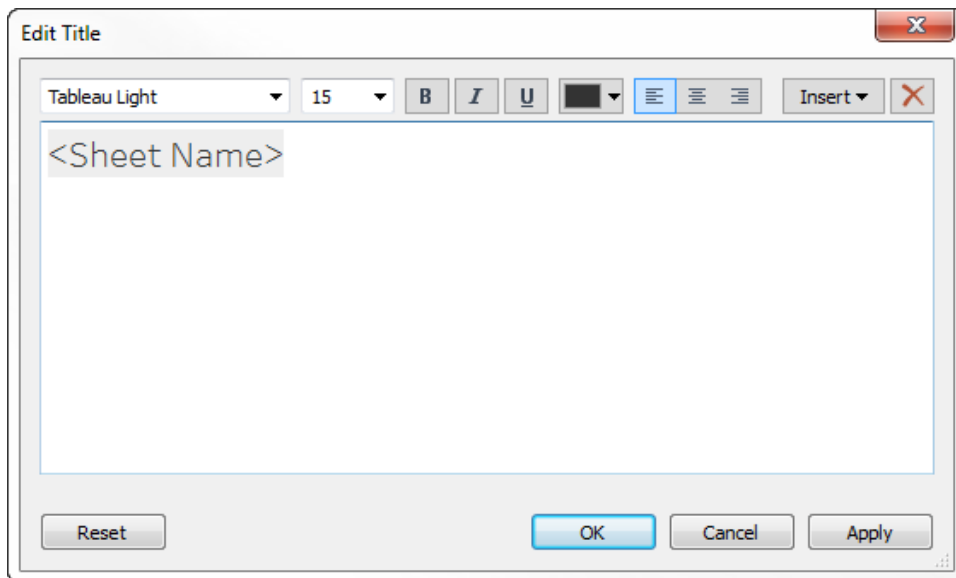 Edit Title
Tableau Light 15 B I U Insert
<Sheet Name>
Reset OK Cancel Apply